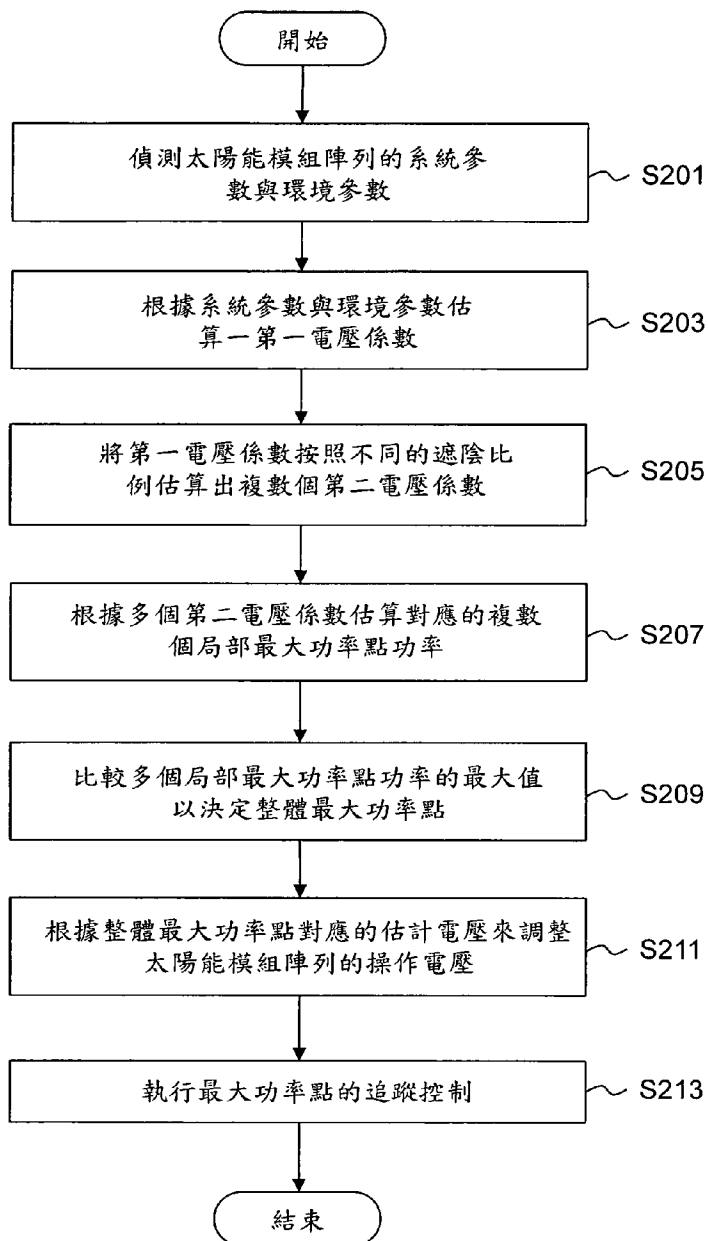 開始
偵測太陽能模組陣列的系統參
數與環境參數
S201
根據系統參數與環境參數估
算一第一電壓係數
S203
將第一電壓係數按照不同的遮陰比
例估算出複數個第二電壓係數
S205
根據多個第二電壓係數估算對應的複數
個局部最大功率點功率
S207
比較多個局部最大功率點功率的最大值
以決定整體最大功率點
S209
根據整體最大功率點對應的估計電壓來調整
太陽能模組陣列的操作電壓
S211
執行最大功率點的追蹤控制
S213
結束